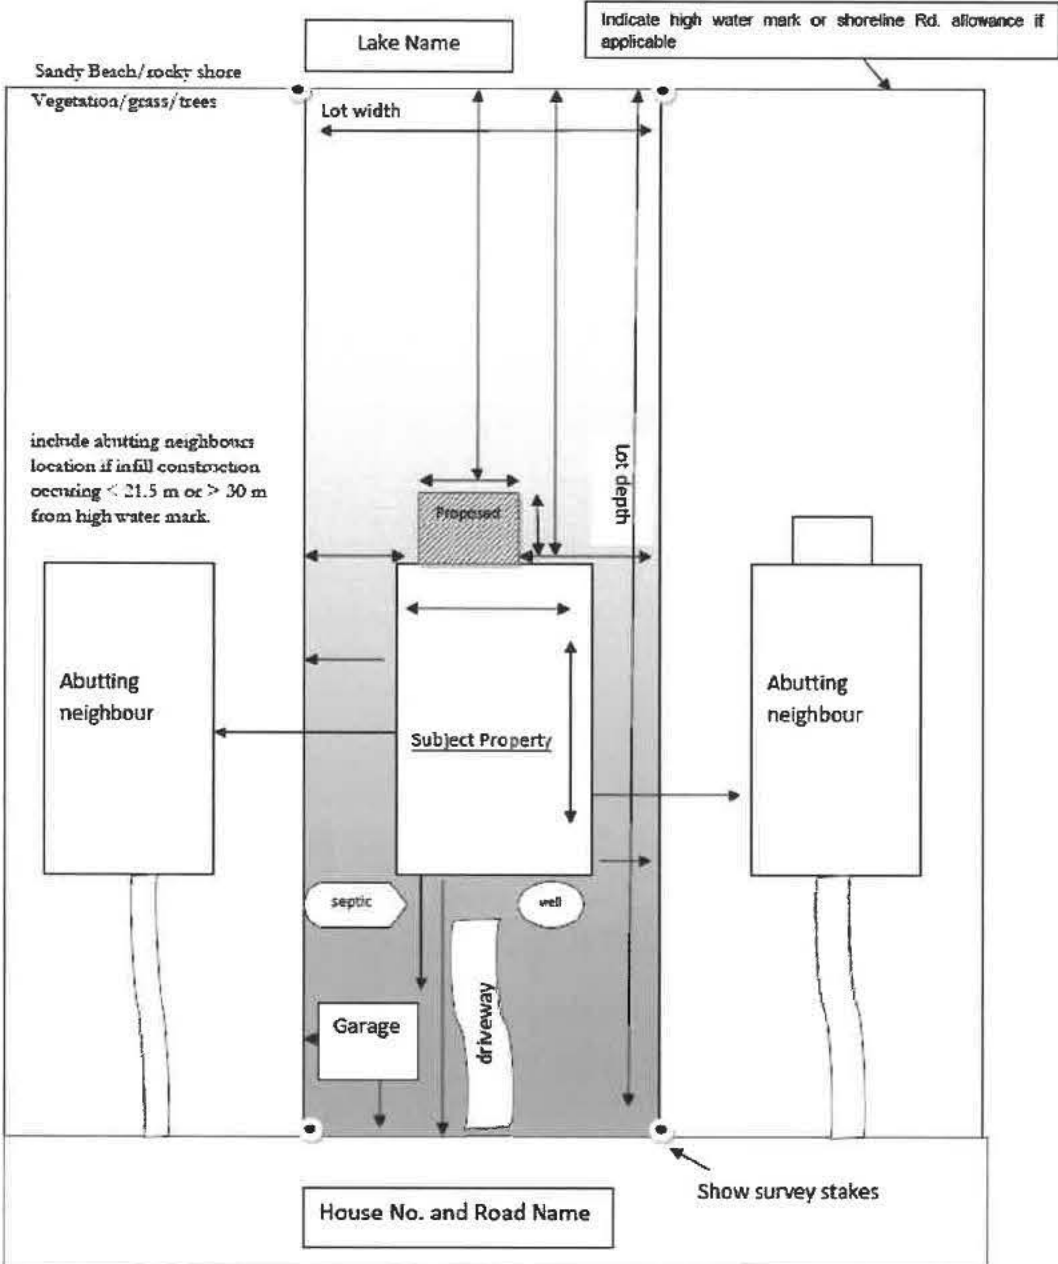 Indicate high water mark or shoreline Rd. allowance if
applicable
Lake Name
Sandy Beach/rocky shore
Vegetation/grass/trees
Lot width
include abutting neighbours
location if infill construction
occuring < 21.5 m or > 30 m
from high water mark.
Lot depth
Proposed
Abutting
neighbour
Subject Property
Abutting
neighbour
septic
well
Garage
driveway
Show survey stakes
House No. and Road Name